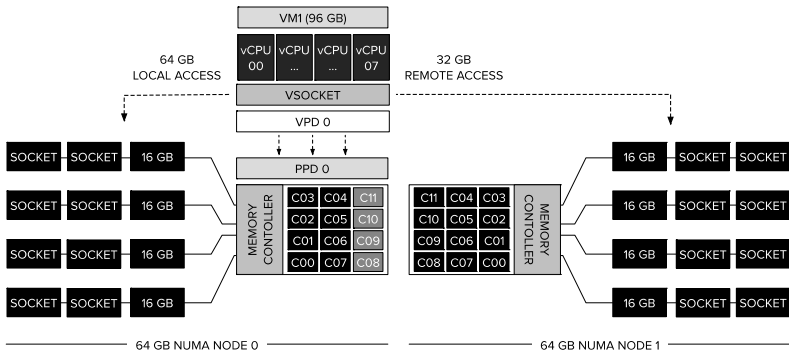 VM1 (96 GB)
vCPU 00
vCPU ...
vCPU ...
vCPU 07
64 GB
LOCAL ACCESS
32 GB
REMOTE ACCESS
VSOCKET
VPD 0
PPD 0
SOCKET SOCKET 16 GB
SOCKET SOCKET 16 GB
SOCKET SOCKET 16 GB
SOCKET SOCKET 16 GB
MEMORY
CONTOLLER
C03 C04 C11
C02 C05 C10
C01 C06 C09
C00 C07 C08
C11 C04 C03
C10 C05 C02
C09 C06 C01
C08 C07 C00
MEMORY
CONTOLLER
16 GB SOCKET SOCKET
16 GB SOCKET SOCKET
16 GB SOCKET SOCKET
16 GB SOCKET SOCKET
64 GB NUMA NODE 0
64 GB NUMA NODE 1